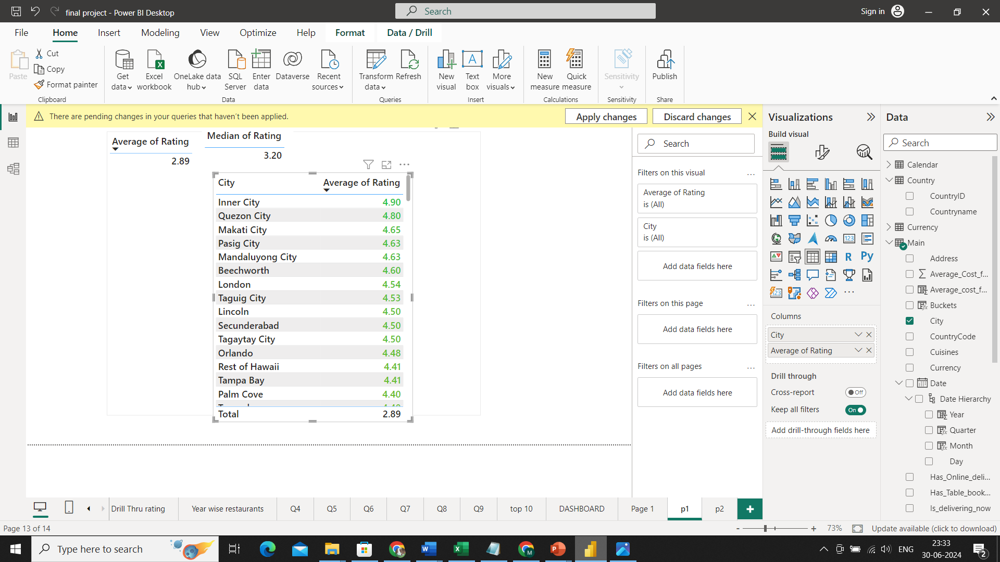 final project - Power BI Desktop
Search
Sign in
File
Home
Insert
Modeling
View
Optimize
Help
Format
Data / Drill
Paste
Cut
Copy
Format painter
Clipboard
Get data
Excel workbook
OneLake data hub
SQL Server
Enter data
Dataverse
Recent sources
Data
Transform data
Refresh
Queries
New visual
Text box
More visuals
Insert
New measure
Quick measure
Calculations
Sensitivity
Sensitivity
Publish
Share
There are pending changes in your queries that haven't been applied.
Apply changes
Discard changes
Average of Rating
2.89
Median of Rating
3.20
City Average of Rating
Inner City 4.90
Quezon City 4.80
Makati City 4.65
Pasig City 4.63
Mandaluyong City 4.63
Beechworth 4.60
London 4.54
Taguig City 4.53
Lincoln 4.50
Secunderabad 4.50
Tagaytay City 4.50
Orlando 4.48
Rest of Hawaii 4.41
Tampa Bay 4.41
Palm Cove 4.40
Total 2.89
Search
Filters on this visual
Average of Rating
is (All)
City
is (All)
Add data fields here
Filters on this page
Add data fields here
Filters on all pages
Add data fields here
Visualizations
Build visual
123
R
Py
123
Columns
City
Average of Rating
Drill through
Cross-report
Off
Keep all filters
On
Add drill-through fields here
Data
Search
Calendar
Country
CountryID
Countryname
Currency
Main
Address
Average_Cost_f...
Average_cost_f...
Buckets
City
CountryCode
Cuisines
Currency
Date
Date Hierarchy
Year
Quarter
Month
Day
Has_Online_deli...
Has_Table_book...
Is_delivering_now
Drill Thru rating
Year wise restaurants
Q4
Q5
Q6
Q7
Q8
Q9
top 10
DASHBOARD
Page 1
p1
p2
Page 13 of 14
73%
Update available (click to download)
Type here to search
ENG
23:33
30-06-2024
2